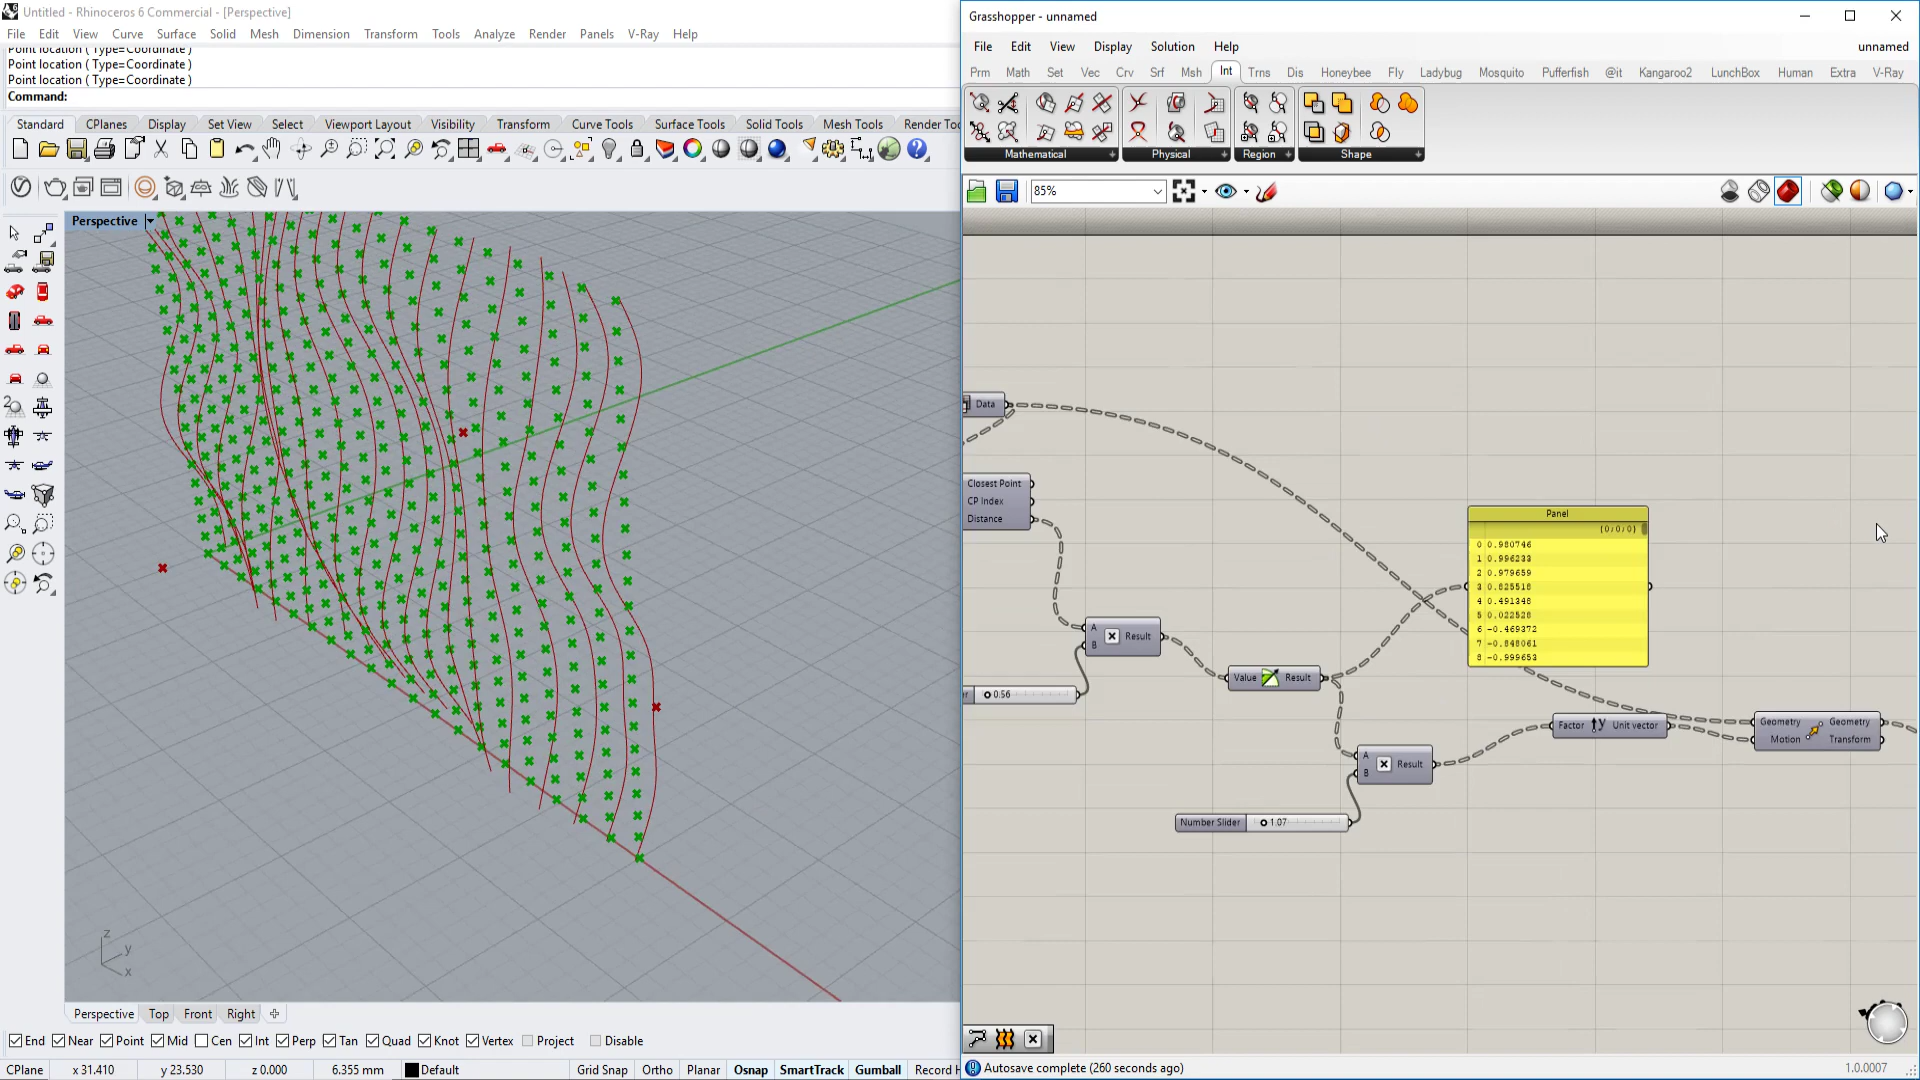 Untitled - Rhinoceros 6 Commercial - [Perspective]
File Edit View Curve Surface Solid Mesh Dimension Transform Tools Analyze Render Panels V-Ray Help
Point location ( Type=Coordinate )
Point location ( Type=Coordinate )
Point location ( Type=Coordinate )
Command:
Standard CPlanes Display Set View Select Viewport Layout Visibility Transform Curve Tools Surface Tools Solid Tools Mesh Tools Render Too
Perspective
2
z
y
x
Perspective Top Front Right
End Near Point Mid Cen Int Perp Tan Quad Knot Vertex Project Disable
CPlane x 31.410 y 23.530 z 0.000 6.355 mm Default Grid Snap Ortho Planar Osnap SmartTrack Gumball Record H
Grasshopper - unnamed
File Edit View Display Solution Help unnamed
Prm Math Set Vec Crv Srf Msh Int Trns Dis Honeybee Fly Ladybug Mosquito Pufferfish @it Kangaroo2 LunchBox Human Extra V-Ray
Mathematical Physical Region Shape
85%
Data
Closest Point
CP Index
Distance
A
B
Result
0.56
Value Result
Panel
{0;0;0}
0 0.980746
1 0.996233
2 0.979659
3 0.825518
4 0.491348
5 0.022528
6 -0.469372
7 -0.848061
8 -0.999653
Factor Unit vector
Geometry Geometry
Motion Transform
A
B
Result
Number Slider 1.07
Autosave complete (260 seconds ago) 1.0.0007